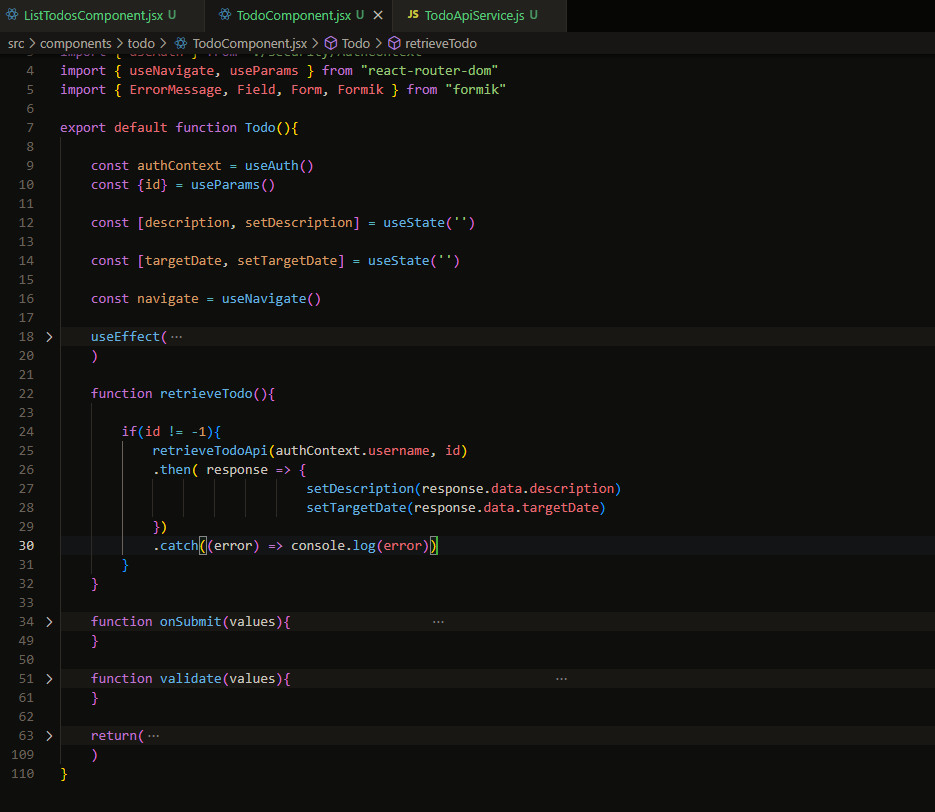 ListTodosComponent.jsx U TodoComponent.jsx U × JS TodoApiService.js U
src > components > todo > TodoComponent.jsx > Todo > retrieveTodo
4 import { useNavigate, useParams } from "react-router-dom"
5 import { ErrorMessage, Field, Form, Formik } from "formik"
6
7 export default function Todo(){
8
9 const authContext = useAuth()
10 const {id} = useParams()
11
12 const [description, setDescription] = useState('')
13
14 const [targetDate, setTargetDate] = useState('')
15
16 const navigate = useNavigate()
17
18 > useEffect( ···
20 )
21
22 function retrieveTodo(){
23
24 if(id != -1){
25 retrieveTodoApi(authContext.username, id)
26 .then( response => {
27 setDescription(response.data.description)
28 setTargetDate(response.data.targetDate)
29 })
30 .catch((error) => console.log(error))
31 }
32 }
33
34 > function onSubmit(values){ ···
49 }
50
51 > function validate(values){ ···
61 }
62
63 > return( ···
109 )
110 }